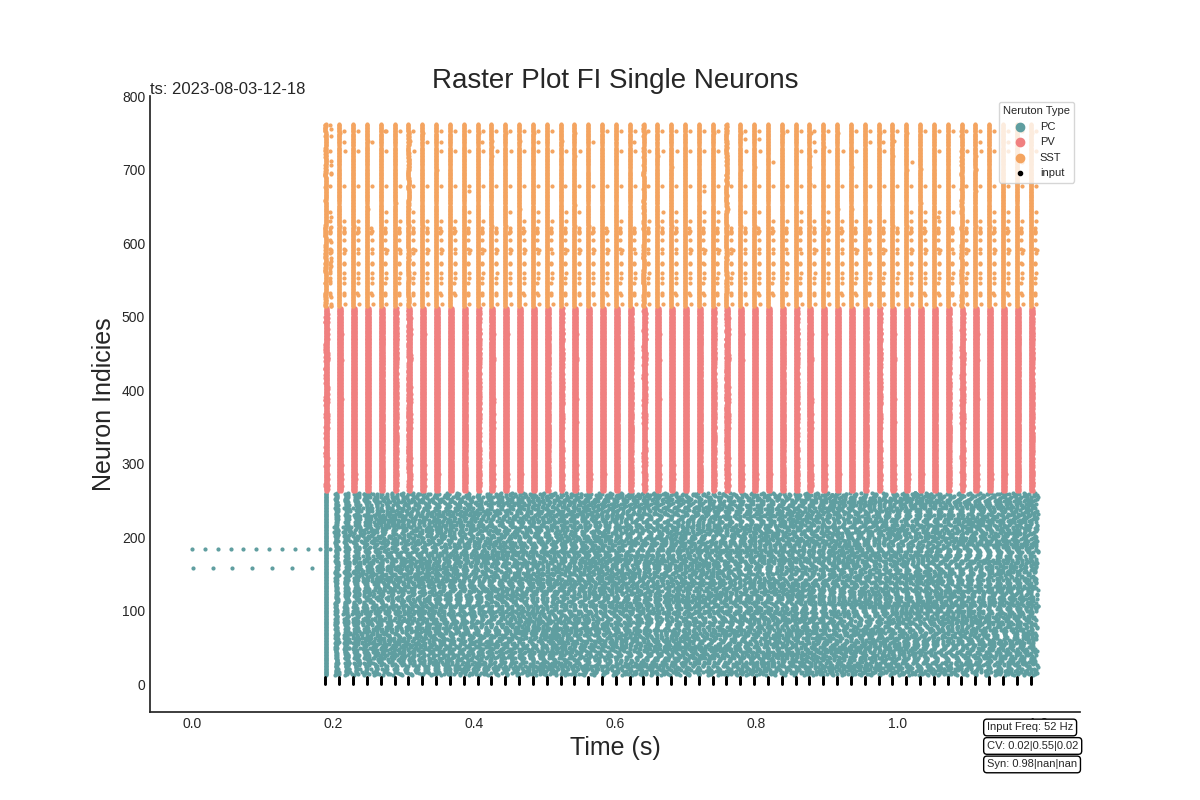 Raster Plot FI Single Neurons
ts: 2023-08-03-12-18
Neruton Type
PC
PV
SST
input
Neuron Indicies
800
700
600
500
400
300
200
100
0
0.0 0.2 0.4 0.6 0.8 1.0
Time (s)
Input Freq: 52 Hz
CV: 0.02|0.55|0.02
Syn: 0.98|nan|nan